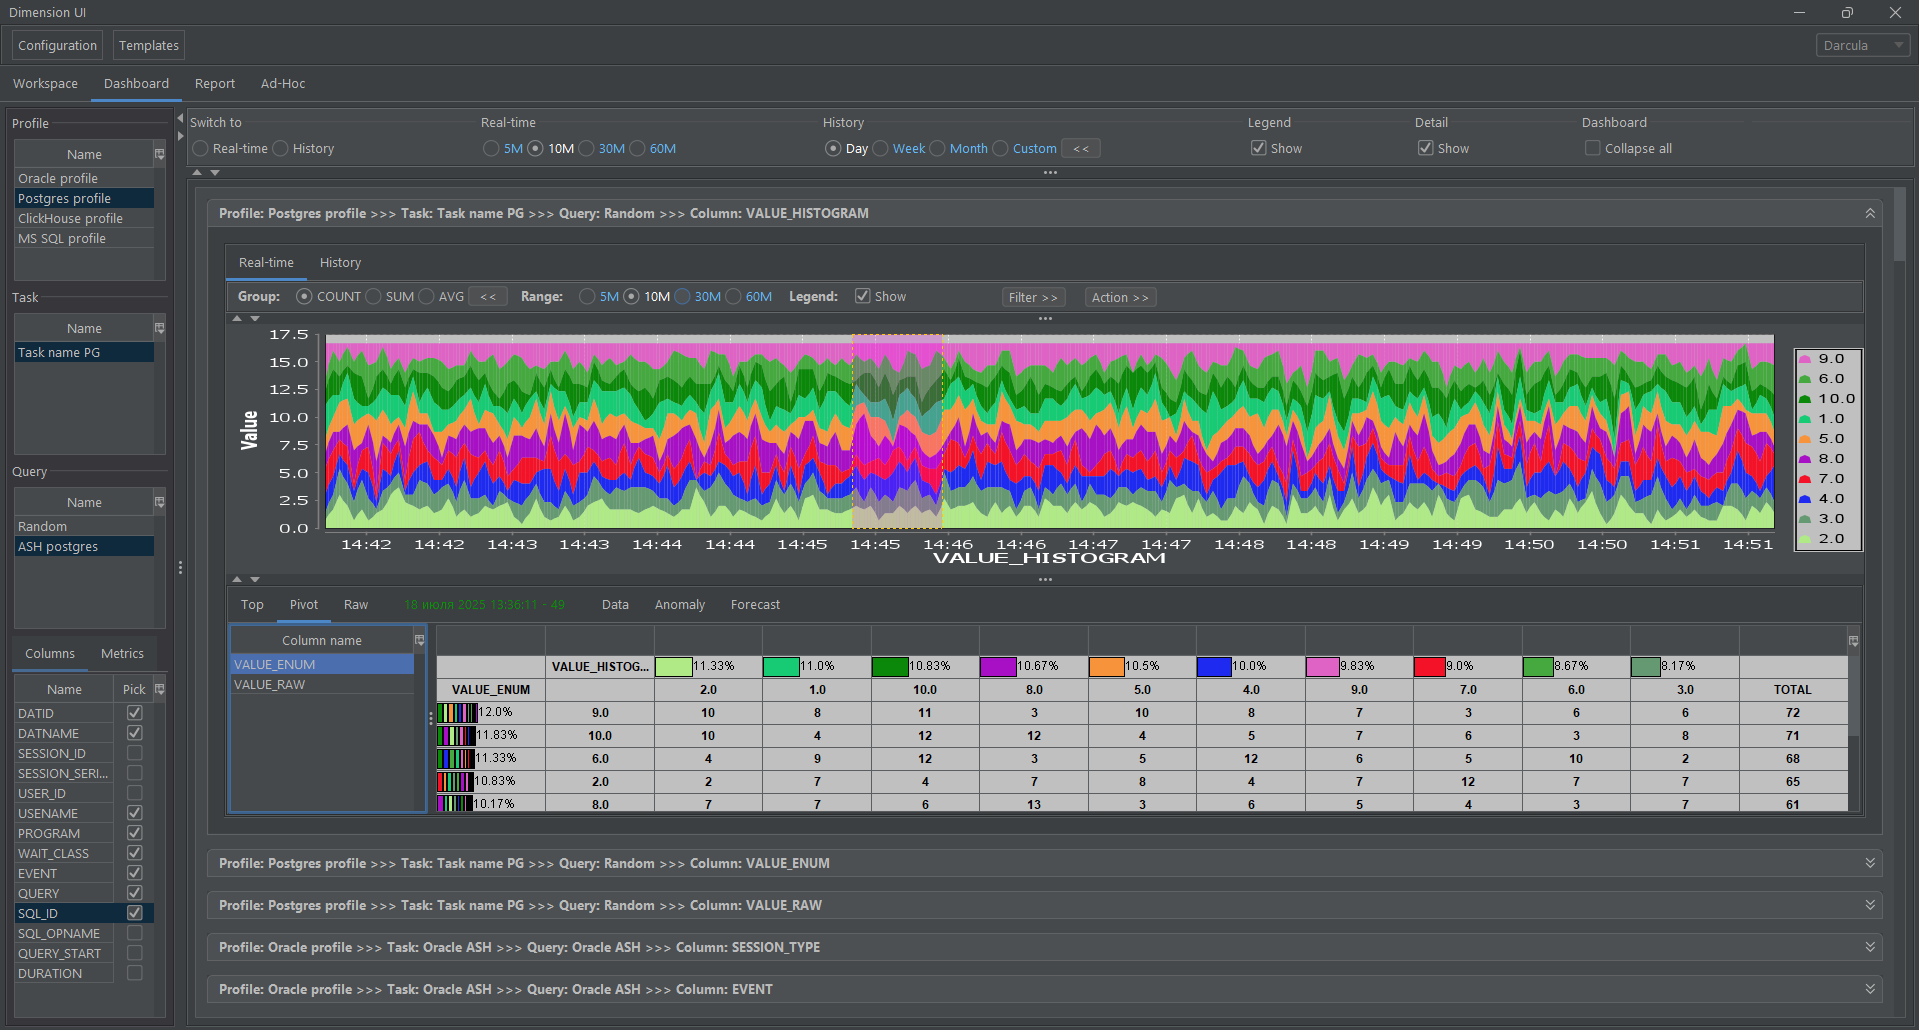 Dimension UI
Configuration Templates Darcula
Workspace Dashboard Report Ad-Hoc
Profile
Name
Oracle profile
Postgres profile
ClickHouse profile
MS SQL profile
Task
Name
Task name PG
Query
Name
Random
ASH postgres
Columns Metrics
Name Pick
DATID
DATNAME
SESSION_ID
SESSION_SERI...
USER_ID
USENAME
PROGRAM
WAIT_CLASS
EVENT
QUERY
SQL_ID
SQL_OPNAME
QUERY_START
DURATION
Switch to Real-time History Legend Detail Dashboard
Real-time History 5M 10M 30M 60M Day Week Month Custom << Show Show Collapse all
Profile: Postgres profile >>> Task: Task name PG >>> Query: Random >>> Column: VALUE_HISTOGRAM
Real-time History
Group: COUNT SUM AVG << Range: 5M 10M 30M 60M Legend: Show Filter >> Action >>
Value
17.5
15.0
12.5
10.0
7.5
5.0
2.5
0.0
14:42 14:42 14:43 14:43 14:44 14:44 14:45 14:45 14:46 14:46 14:47 14:47 14:48 14:48 14:49 14:49 14:50 14:50 14:51 14:51
VALUE_HISTOGRAM
9.0
6.0
10.0
1.0
5.0
8.0
7.0
4.0
3.0
2.0
Top Pivot Raw 18 июля 2025 13:36:11 - 49 Data Anomaly Forecast
Column name
VALUE_ENUM
VALUE_RAW
VALUE_HISTOG... 11.33% 11.0% 10.83% 10.67% 10.5% 10.0% 9.83% 9.0% 8.67% 8.17%
VALUE_ENUM 2.0 1.0 10.0 8.0 5.0 4.0 9.0 7.0 6.0 3.0 TOTAL
12.0% 9.0 10 8 11 3 10 8 7 3 6 6 72
11.83% 10.0 10 4 12 12 4 5 7 6 3 8 71
11.33% 6.0 4 9 12 3 5 12 6 5 10 2 68
10.83% 2.0 2 7 4 7 8 4 7 12 7 7 65
10.17% 8.0 7 7 6 13 3 6 5 4 3 7 61
Profile: Postgres profile >>> Task: Task name PG >>> Query: Random >>> Column: VALUE_ENUM
Profile: Postgres profile >>> Task: Task name PG >>> Query: Random >>> Column: VALUE_RAW
Profile: Oracle profile >>> Task: Oracle ASH >>> Query: Oracle ASH >>> Column: SESSION_TYPE
Profile: Oracle profile >>> Task: Oracle ASH >>> Query: Oracle ASH >>> Column: EVENT